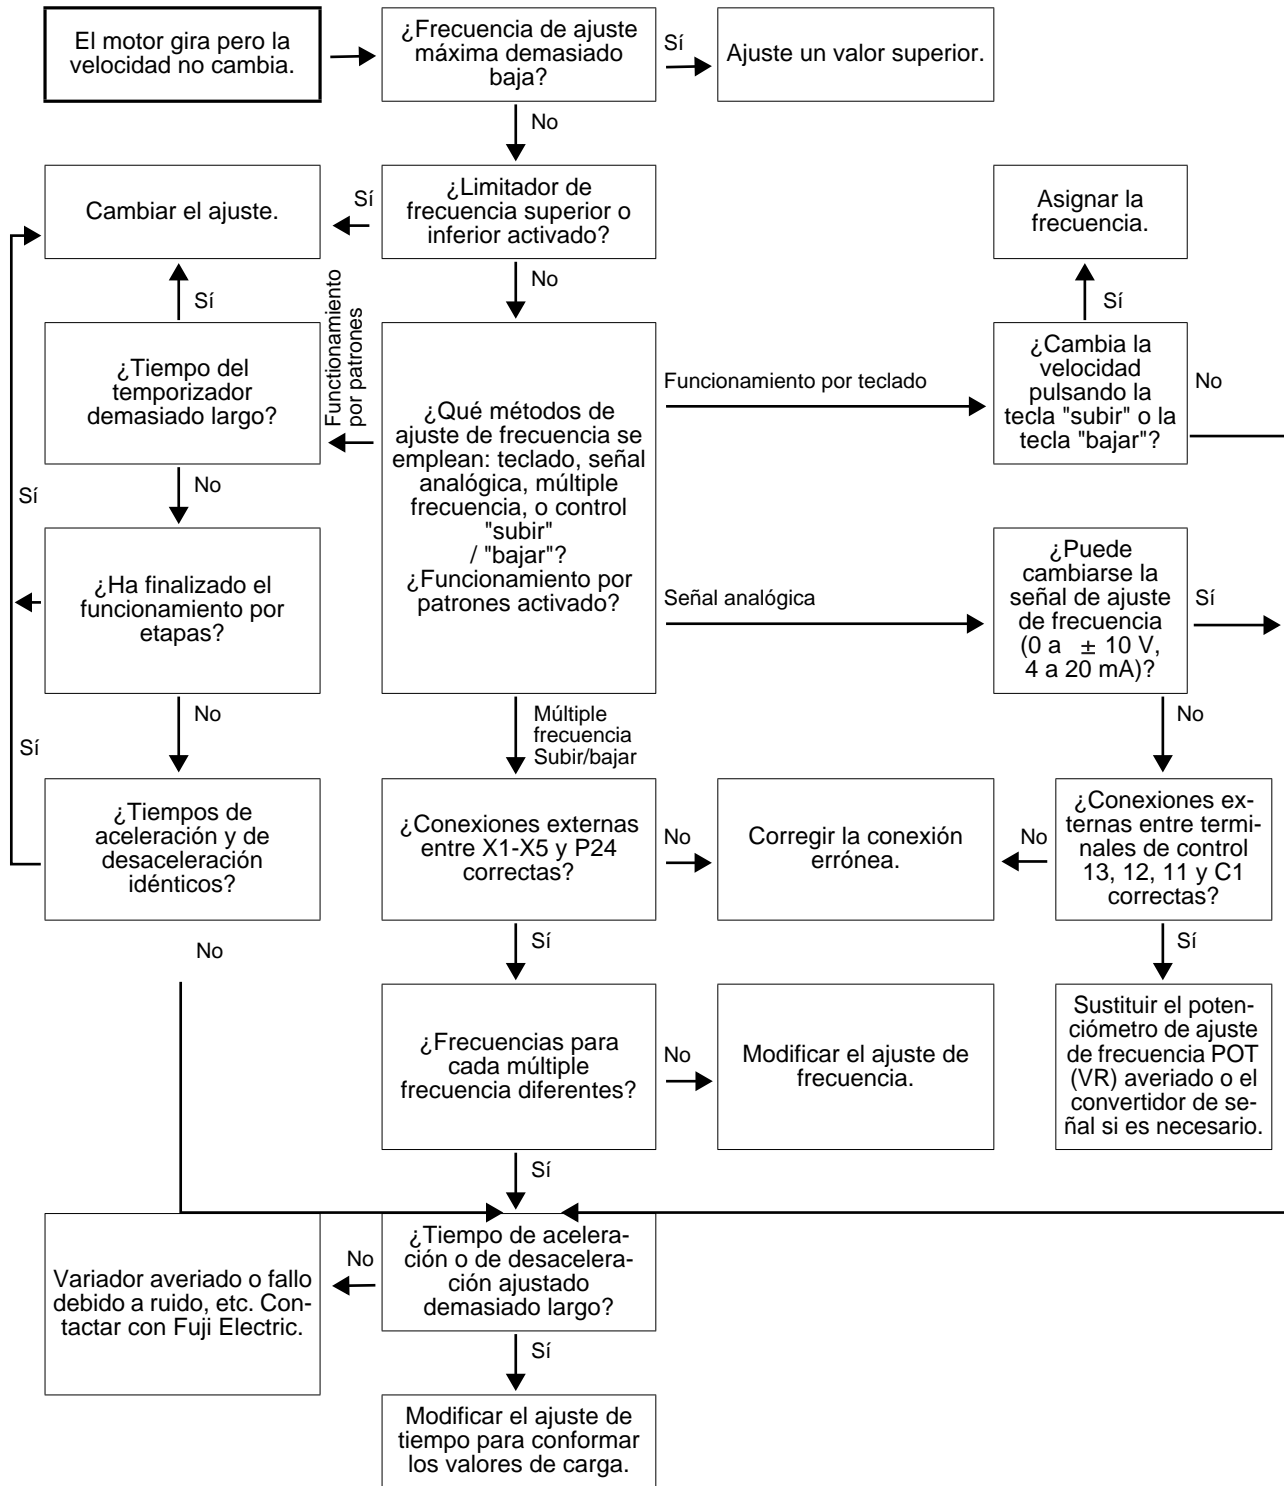 El motor gira pero la
velocidad no cambia.
¿Frecuencia de ajuste
máxima demasiado
baja?
Sí
Ajuste un valor superior.
No
Cambiar el ajuste.
Sí
¿Limitador de
frecuencia superior o
inferior activado?
Asignar la
frecuencia.
Sí
No
Sí
¿Tiempo del
temporizador
demasiado largo?
Functionamiento
por patrones
¿Qué métodos de
ajuste de frecuencia se
emplean: teclado, señal
analógica, múltiple
frecuencia, o control
"subir"
/ "bajar"?
¿Funcionamiento por
patrones activado?
Funcionamiento por teclado
¿Cambia la
velocidad
pulsando la
tecla "subir" o la
tecla "bajar"?
No
Sí
No
¿Ha finalizado el
funcionamiento por
etapas?
Señal analógica
¿Puede
cambiarse la
señal de ajuste
de frecuencia
(0 a ± 10 V,
4 a 20 mA)?
Sí
No
Sí
Múltiple
frecuencia
Subir/bajar
No
¿Tiempos de
aceleración y de
desaceleración
idénticos?
¿Conexiones externas
entre X1-X5 y P24
correctas?
No
Corregir la conexión
errónea.
No
¿Conexiones ex-
ternas entre termi-
nales de control
13, 12, 11 y C1
correctas?
No
Sí
Sí
¿Frecuencias para
cada múltiple
frecuencia diferentes?
No
Modificar el ajuste de
frecuencia.
Sustituir el poten-
ciómetro de ajuste
de frecuencia POT
(VR) averiado o el
convertidor de se-
ñal si es necesario.
Sí
Variador averiado o fallo
debido a ruido, etc. Con-
tactar con Fuji Electric.
No
¿Tiempo de acelera-
ción o de desacelera-
ción ajustado
demasiado largo?
Sí
Modificar el ajuste de
tiempo para conformar
los valores de carga.